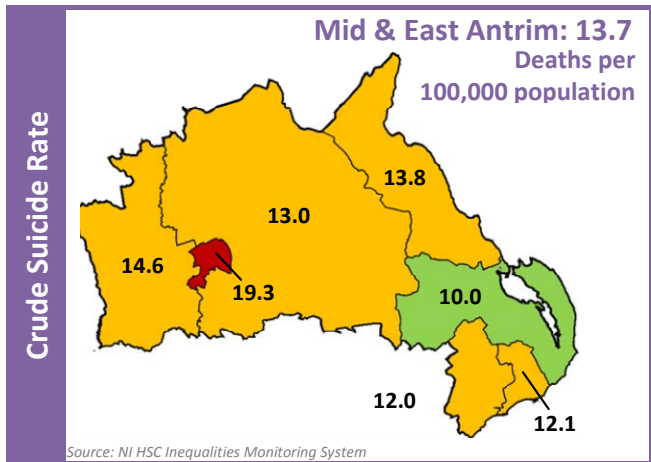 Crude Suicide Rate
Mid & East Antrim: 13.7
Deaths per
100,000 population
13.8
13.0
14.6
19.3
10.0
12.0
12.1
Source: NI HSC Inequalities Monitoring System